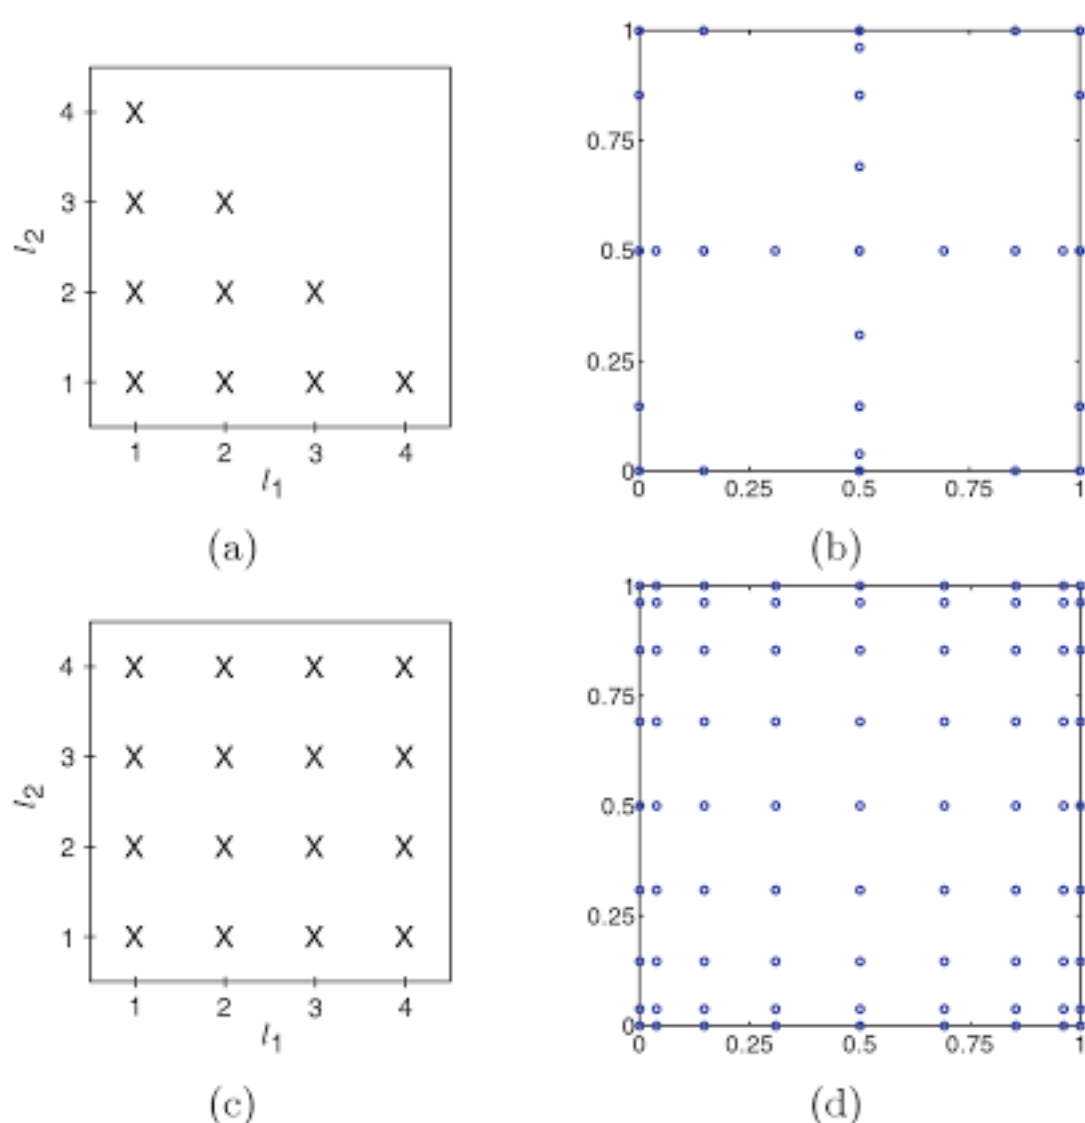 4 X
3 X X
l2
2 X X X
1 X X X X
1 2 3 4
l1
(a)
1
0.75
0.5
0.25
0
0 0.25 0.5 0.75 1
(b)
4 X X X X
3 X X X X
l2
2 X X X X
1 X X X X
1 2 3 4
l1
(c)
1
0.75
0.5
0.25
0
0 0.25 0.5 0.75 1
(d)